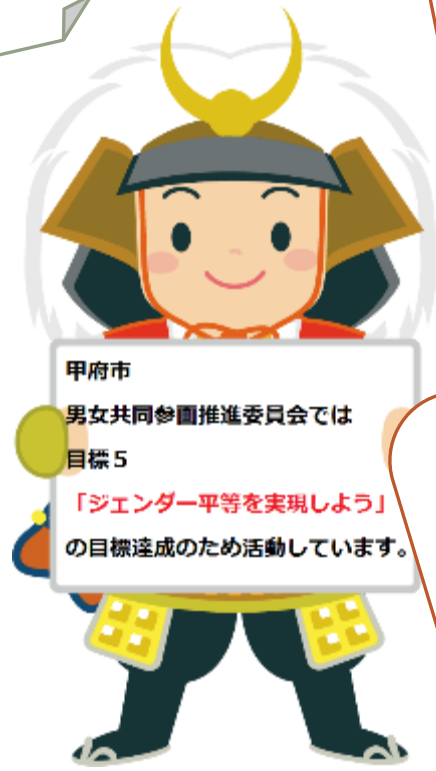 甲府市
男女共同参画推進委員会では
目標５
「ジェンダー平等を実現しよう」
の目標達成のため活動しています。